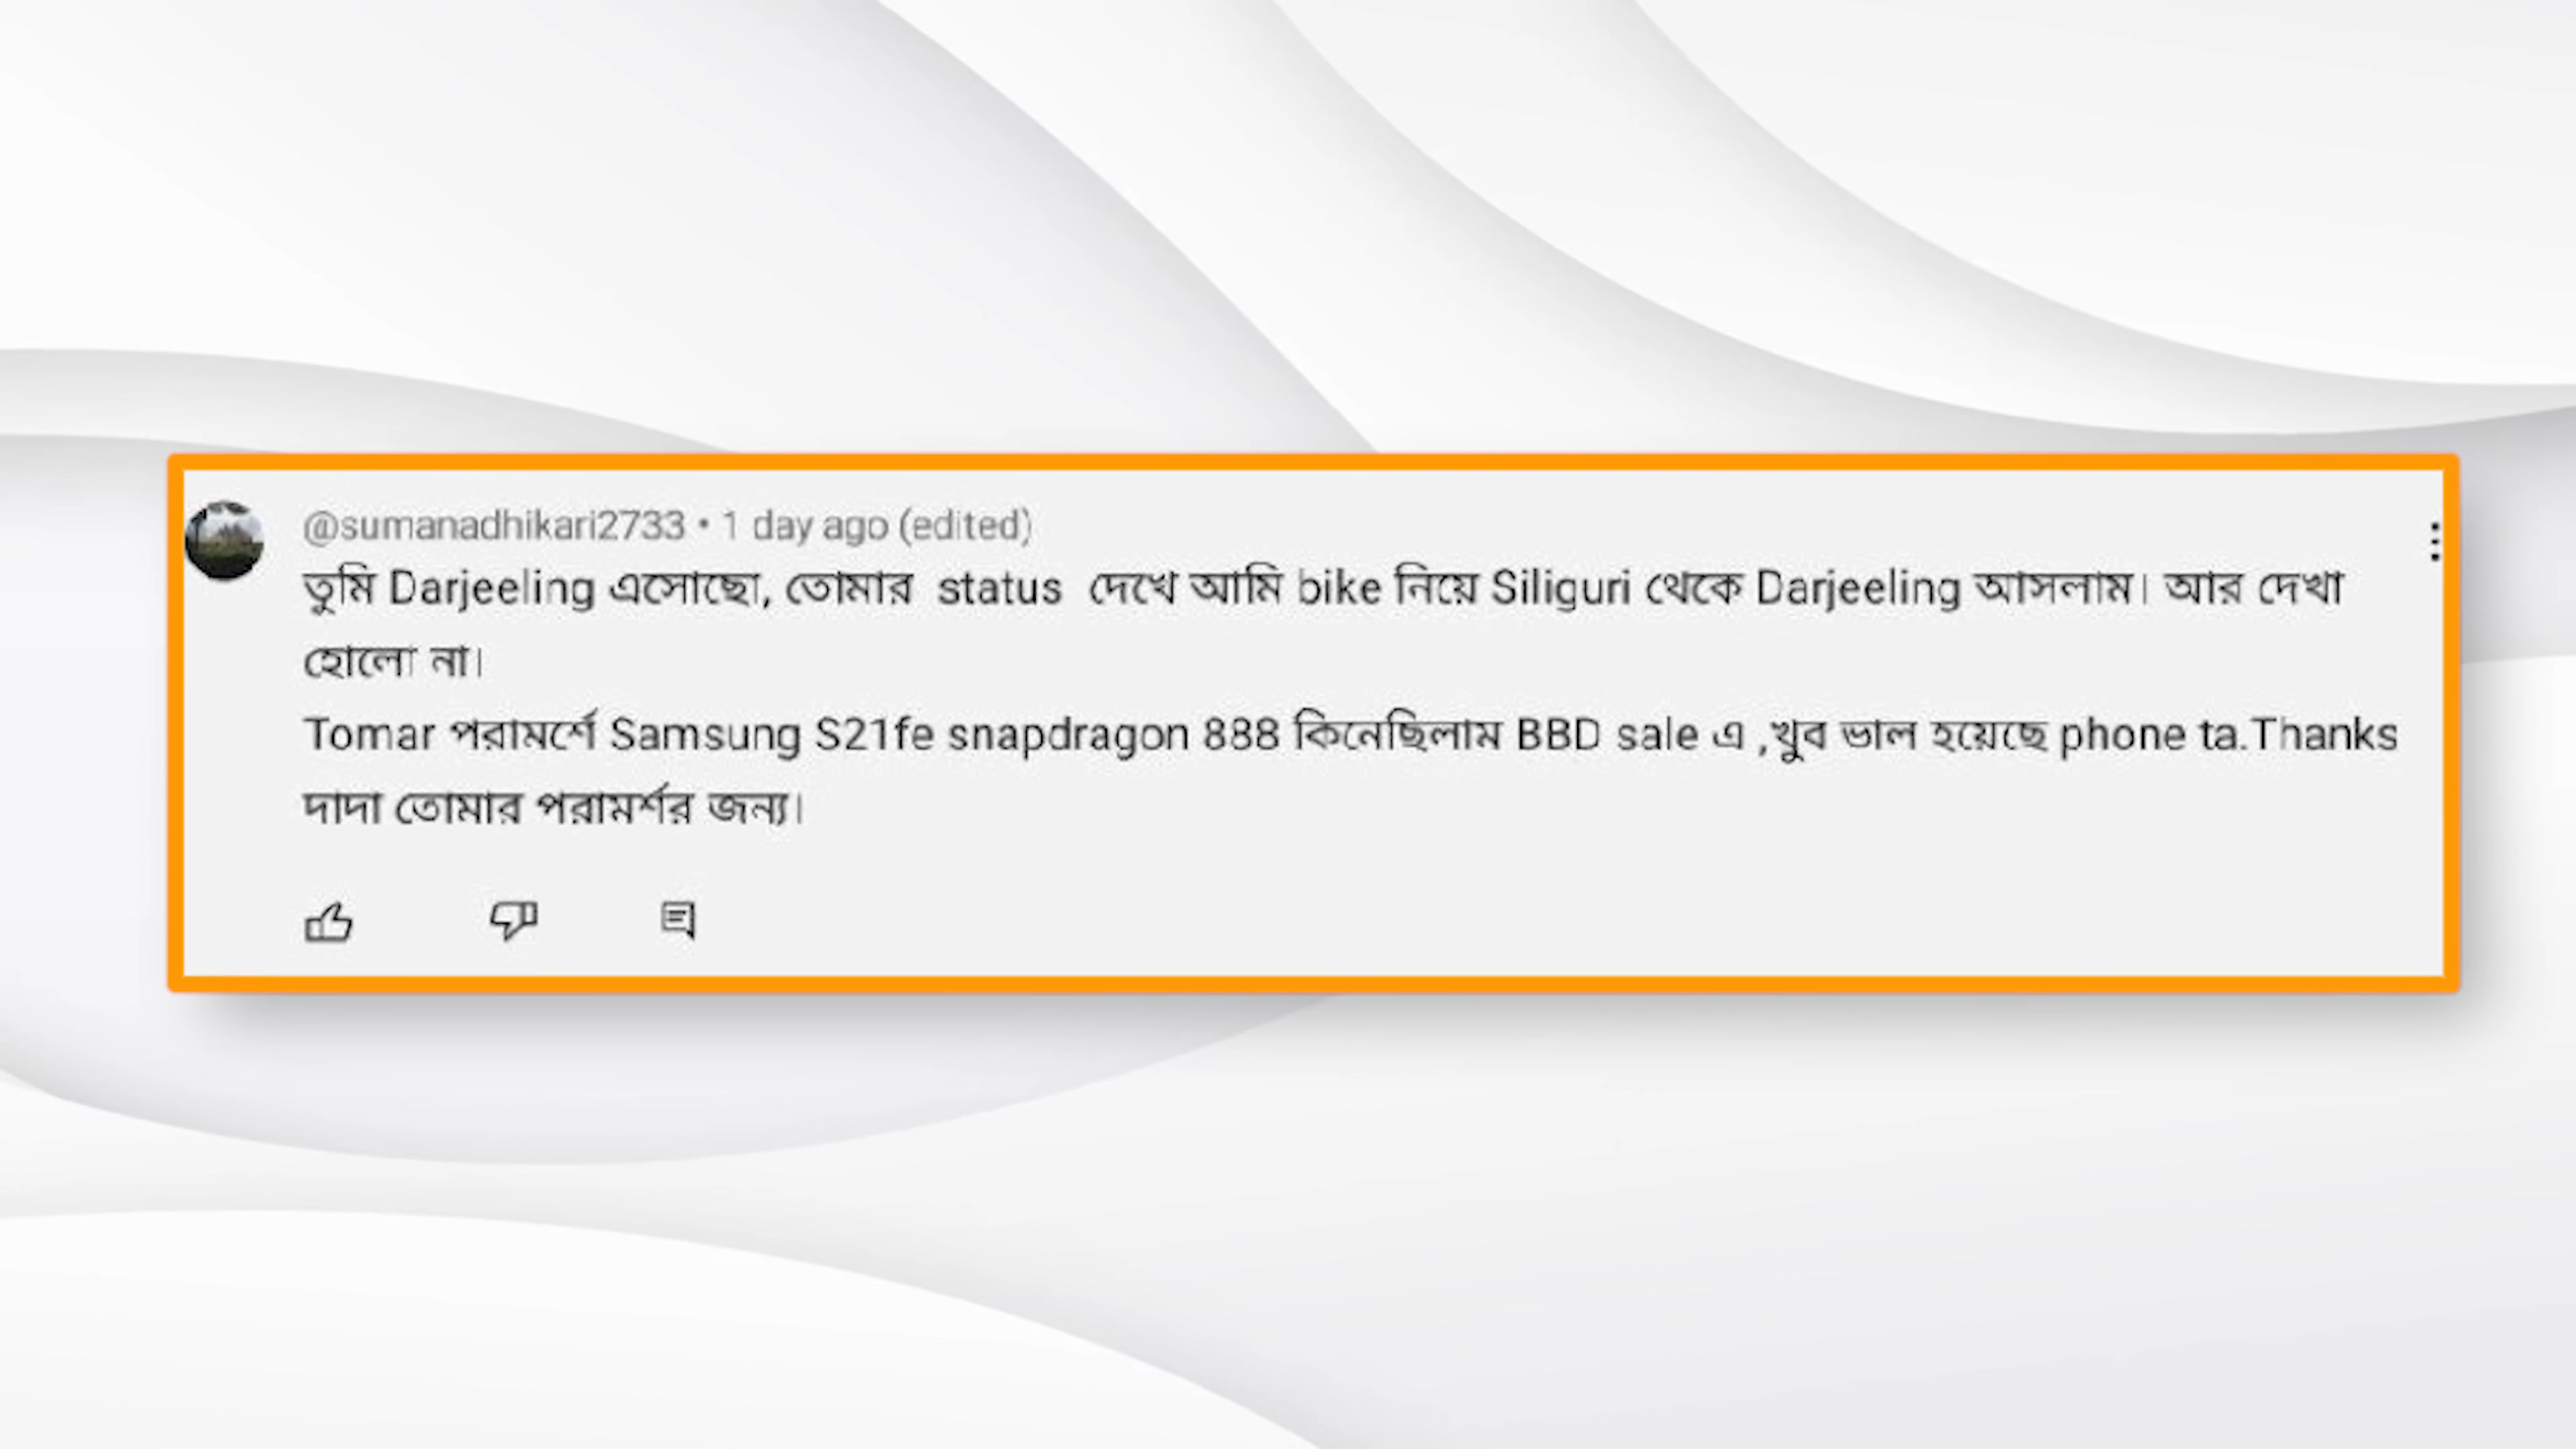 @sumanadhikari2733 • 1 day ago (edited)
তুমি Darjeeling এসোছো, তোমার status দেখে আমি bike নিয়ে Siliguri থেকে Darjeeling আসলাম। আর দেখা
হোলো না।
Tomar পরামর্শে Samsung S21fe snapdragon 888 কিনেছিলাম BBD sale এ ,খুব ভাল হয়েছে phone ta.Thanks
দাদা তোমার পরামর্শর জন্য।